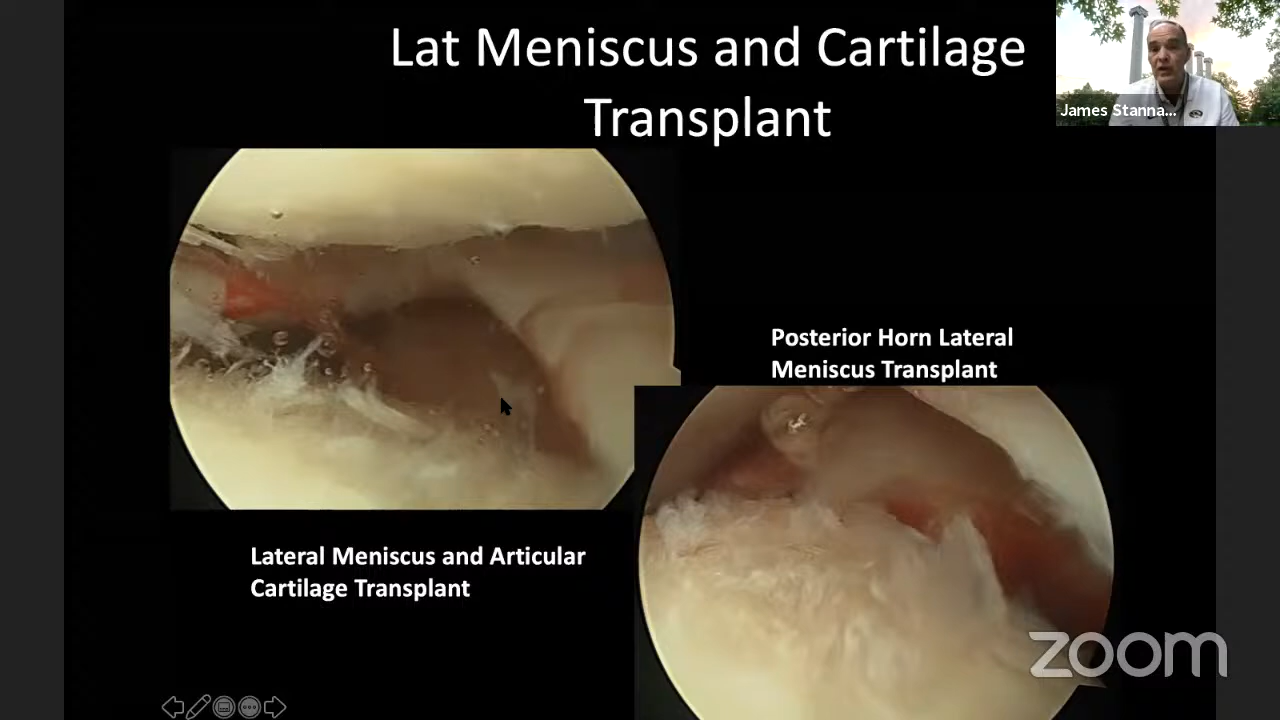 Lat Meniscus and Cartilage
Transplant
James Stanna...
Posterior Horn Lateral
Meniscus Transplant
Lateral Meniscus and Articular
Cartilage Transplant
zoom